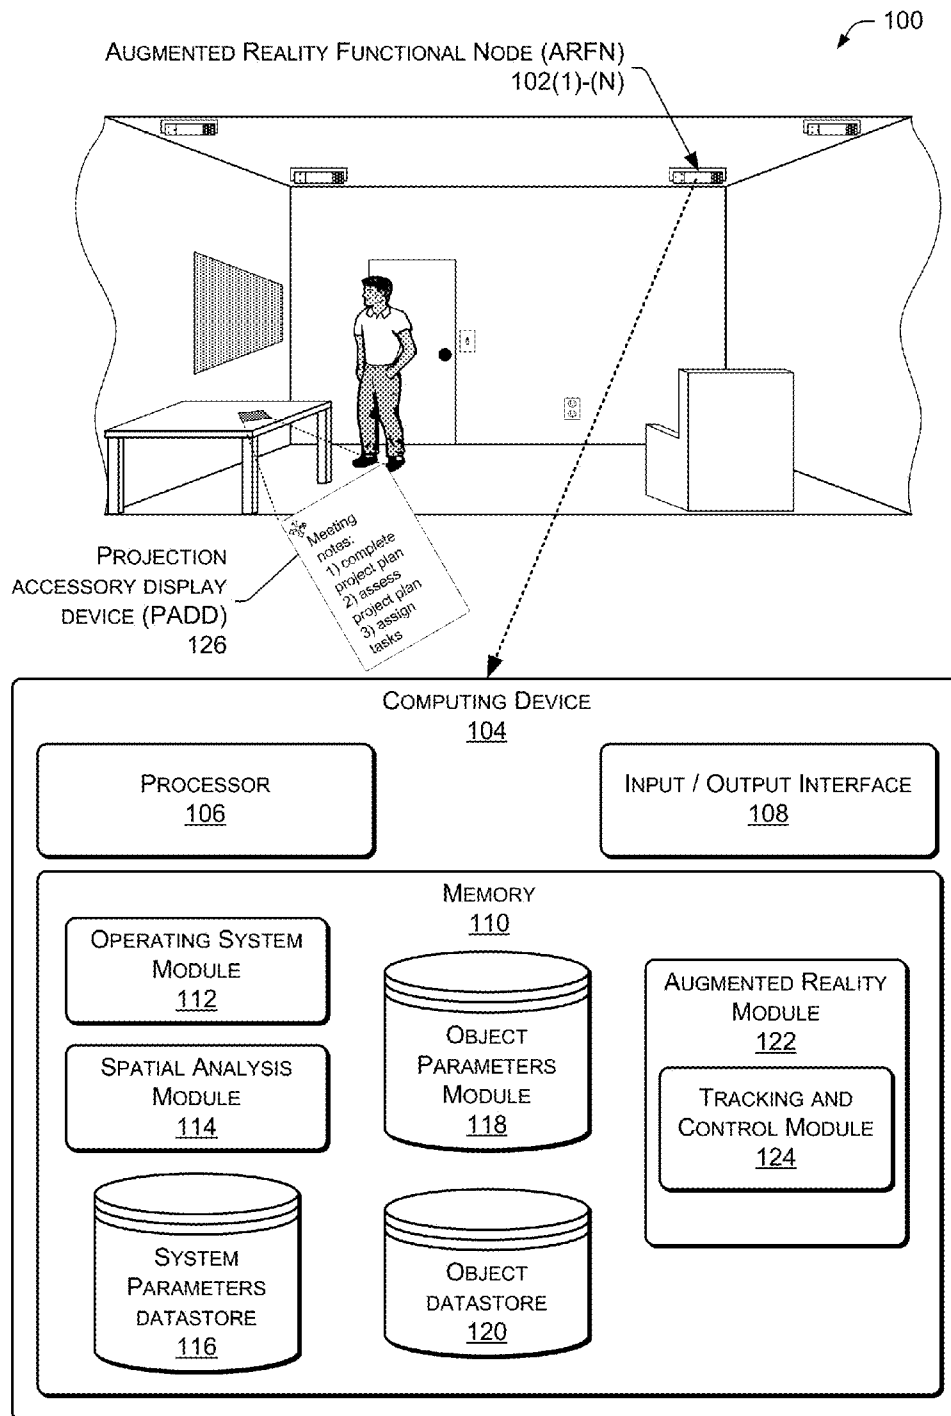 100
AUGMENTED REALITY FUNCTIONAL NODE (ARFN)
102(1)-(N)
Meeting
notes:
1) complete
project plan
2) assess
project plan
3) assign
tasks
PROJECTION
ACCESSORY DISPLAY
DEVICE (PADD)
126
COMPUTING DEVICE
104
PROCESSOR
106
INPUT / OUTPUT INTERFACE
108
MEMORY
110
OPERATING SYSTEM
MODULE
112
SPATIAL ANALYSIS
MODULE
114
SYSTEM
PARAMETERS
DATASTORE
116
OBJECT
PARAMETERS
MODULE
118
OBJECT
DATASTORE
120
AUGMENTED REALITY
MODULE
122
TRACKING AND
CONTROL MODULE
124